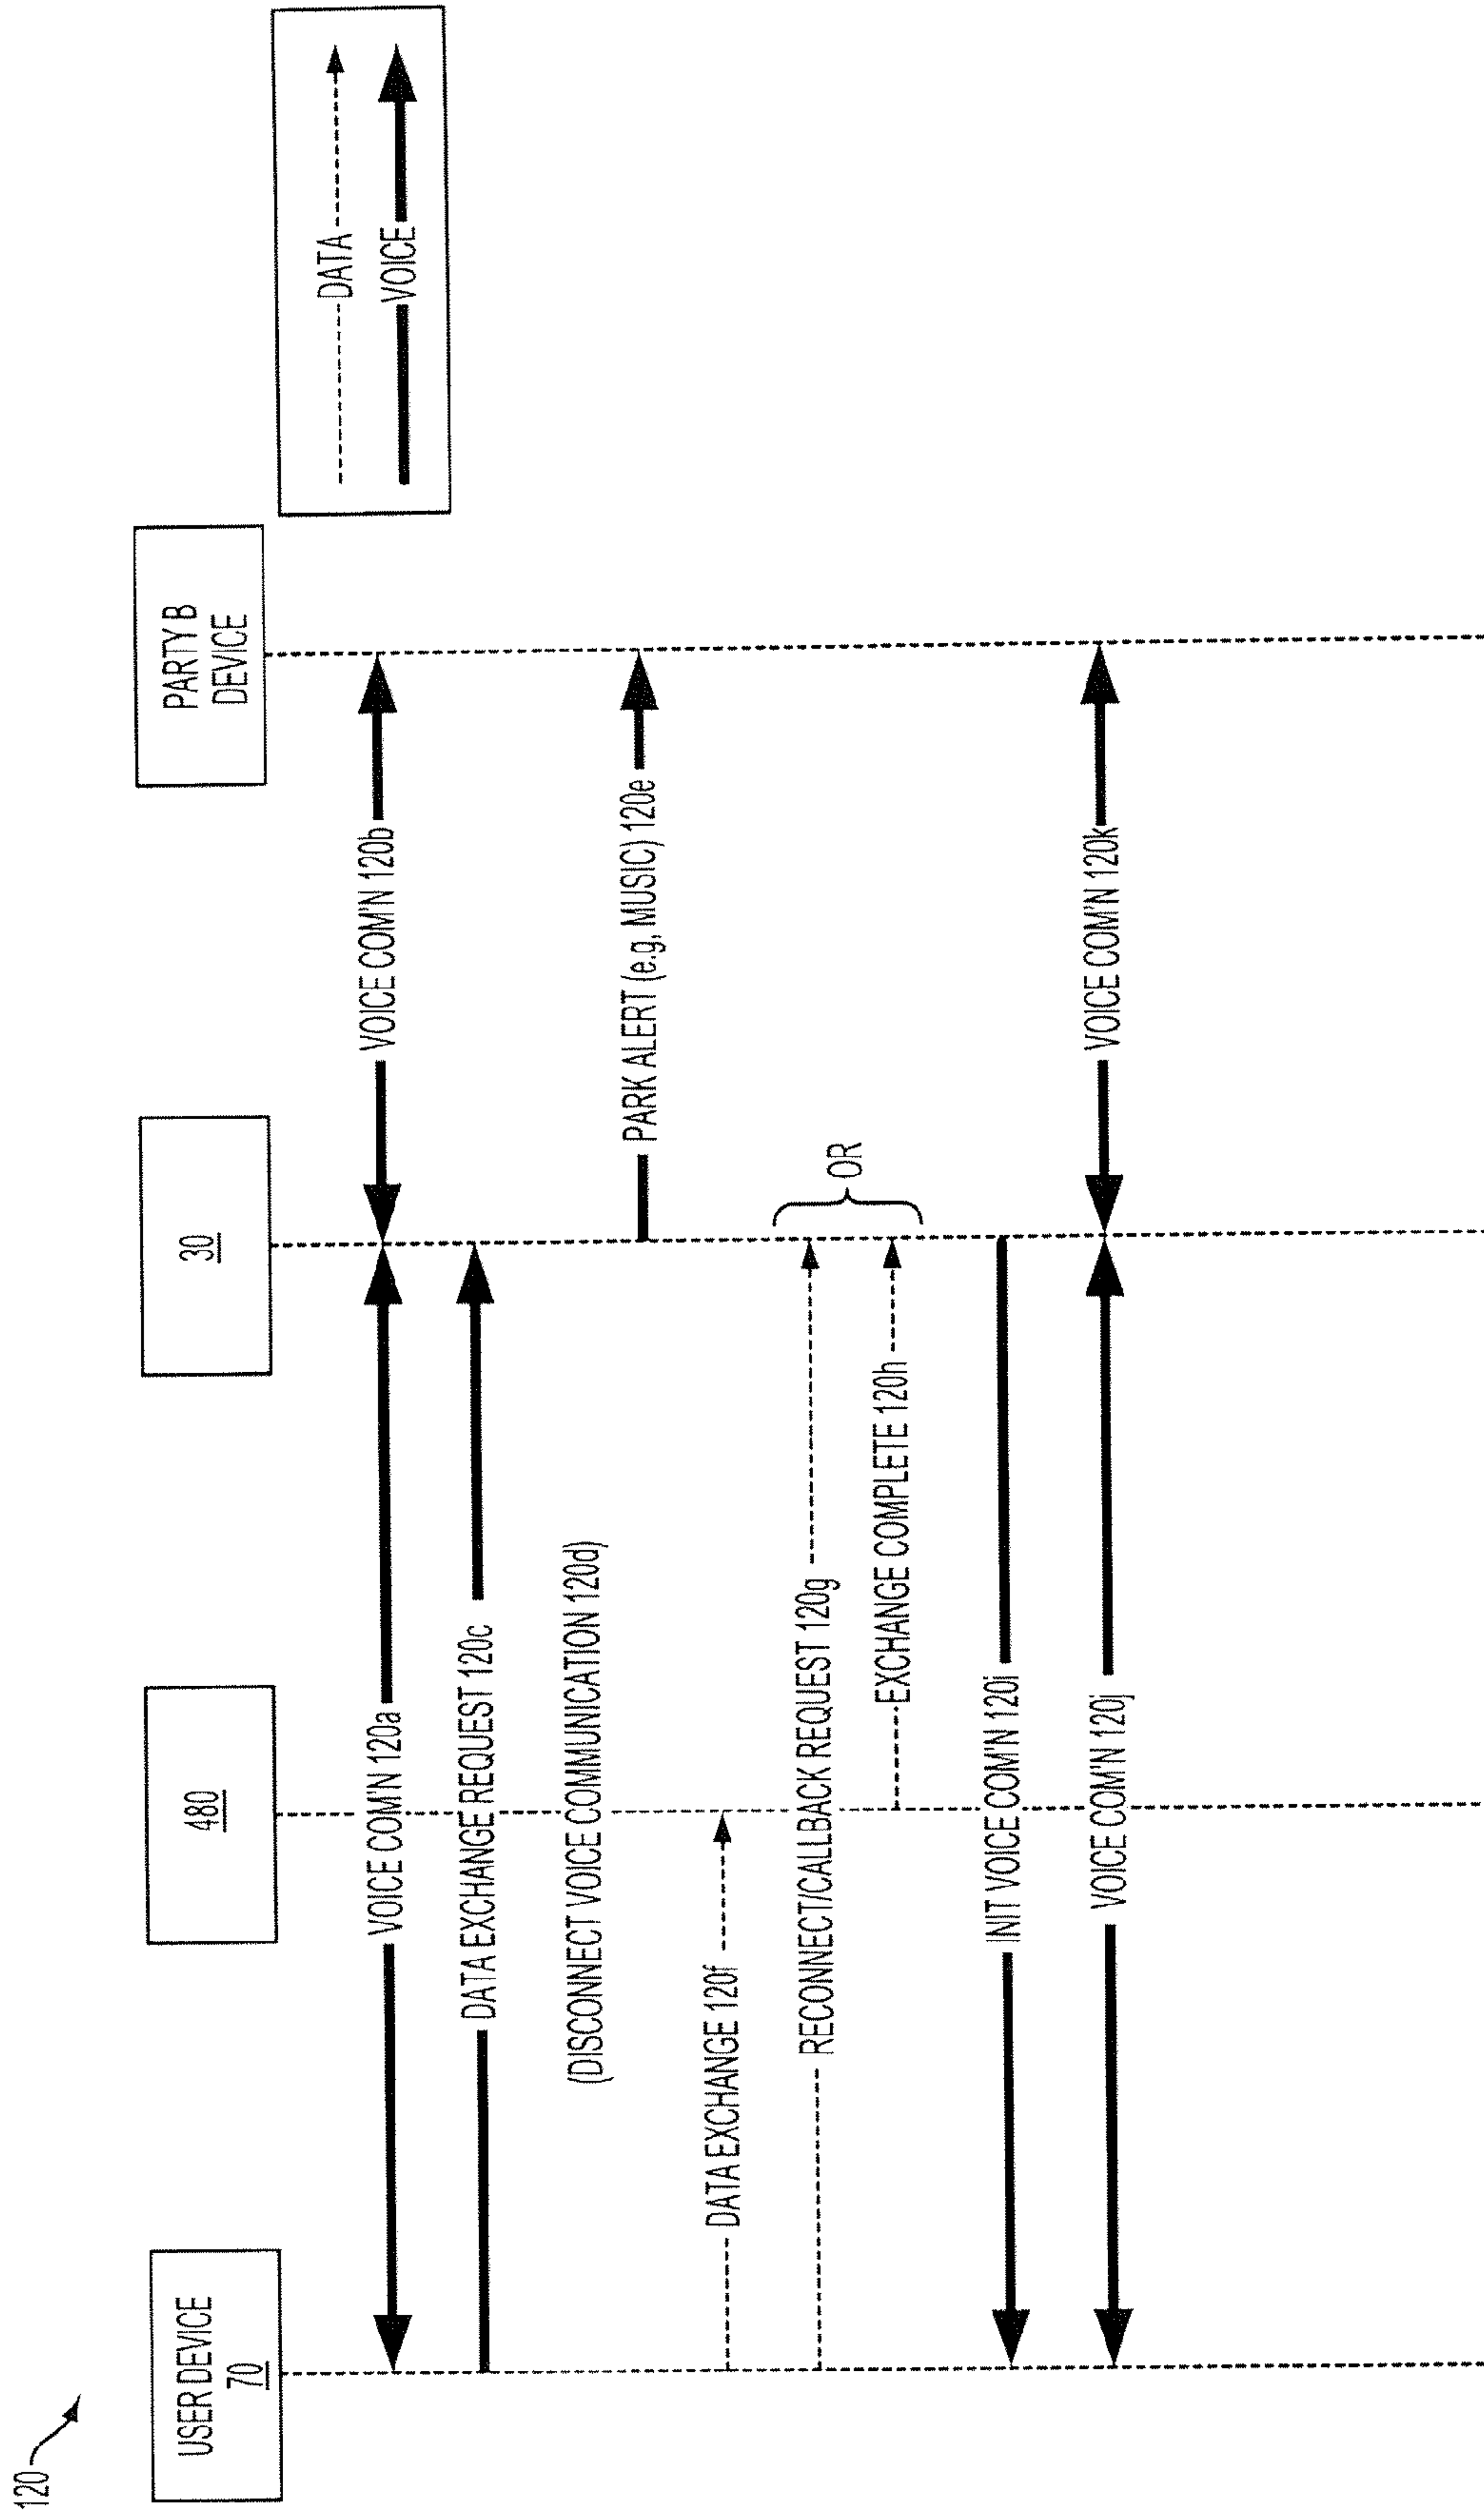 120
USER DEVICE
70
480
30
PARTY B
DEVICE
DATA
VOICE
VOICE COM'N 120a
VOICE COM'N 120b
DATA EXCHANGE REQUEST 120c
(DISCONNECT VOICE COMMUNICATION 120d)
PARK ALERT (e.g, MUSIC) 120e
DATA EXCHANGE 120f
RECONNECT/CALLBACK REQUEST 120g
OR
EXCHANGE COMPLETE 120h
INIT VOICE COM'N 120i
VOICE COM'N 120j
VOICE COM'N 120k